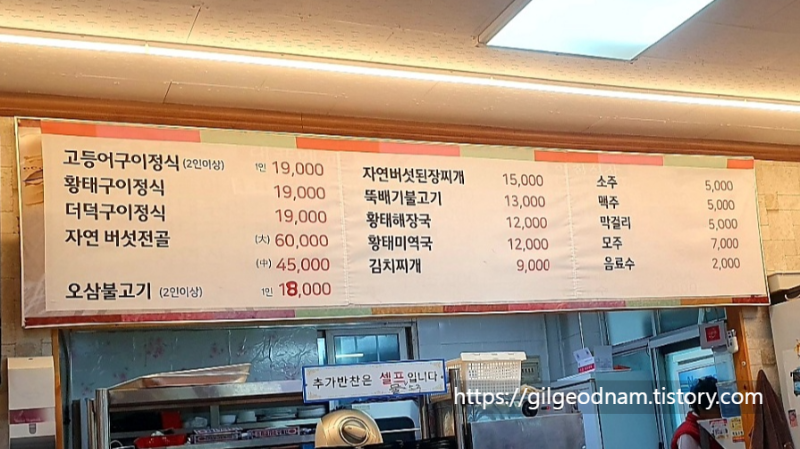 고등어구이정식 (2인이상) 1인 19,000
황태구이정식 19,000
더덕구이정식 19,000
자연 버섯전골 (大) 60,000
(中) 45,000
오삼불고기 (2인이상) 1인 18,000
자연버섯된장찌개 15,000
뚝배기불고기 13,000
황태해장국 12,000
황태미역국 12,000
김치찌개 9,000
소주 5,000
맥주 5,000
막걸리 5,000
모주 7,000
음료수 2,000
추가반찬은 셀프입니다
https://gilgeodnam.tistory.com